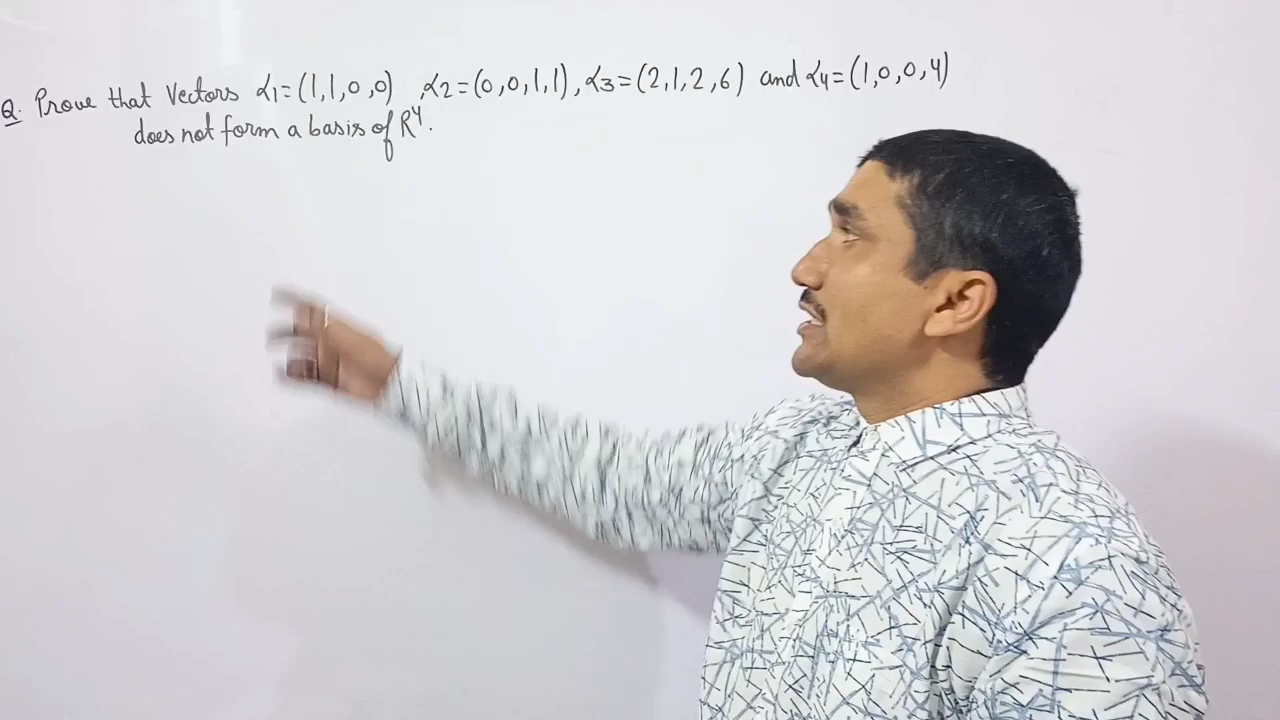 Q. Prove that Vectors α1=(1,1,0,0) ,α2=(0,0,1,1),α3=(2,1,2,6) and α4=(1,0,0,4)
does not form a basis of R⁴.